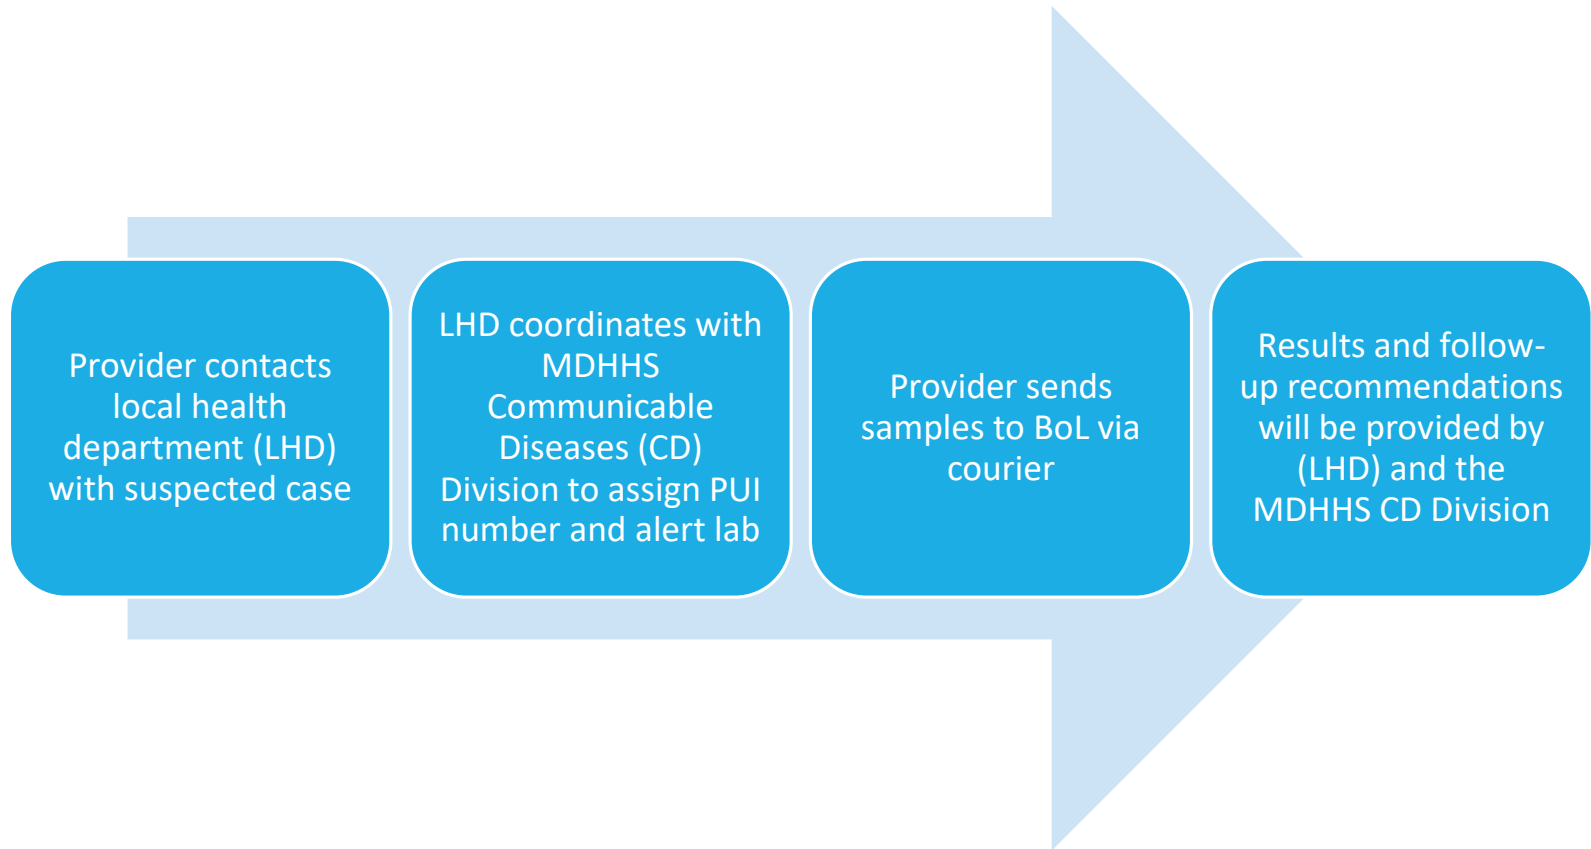 Provider contacts
local health
department (LHD)
with suspected case
LHD coordinates with
MDHHS
Communicable
Diseases (CD)
Division to assign PUI
number and alert lab
Provider sends
samples to BoL via
courier
Results and follow-
up recommendations
will be provided by
(LHD) and the
MDHHS CD Division